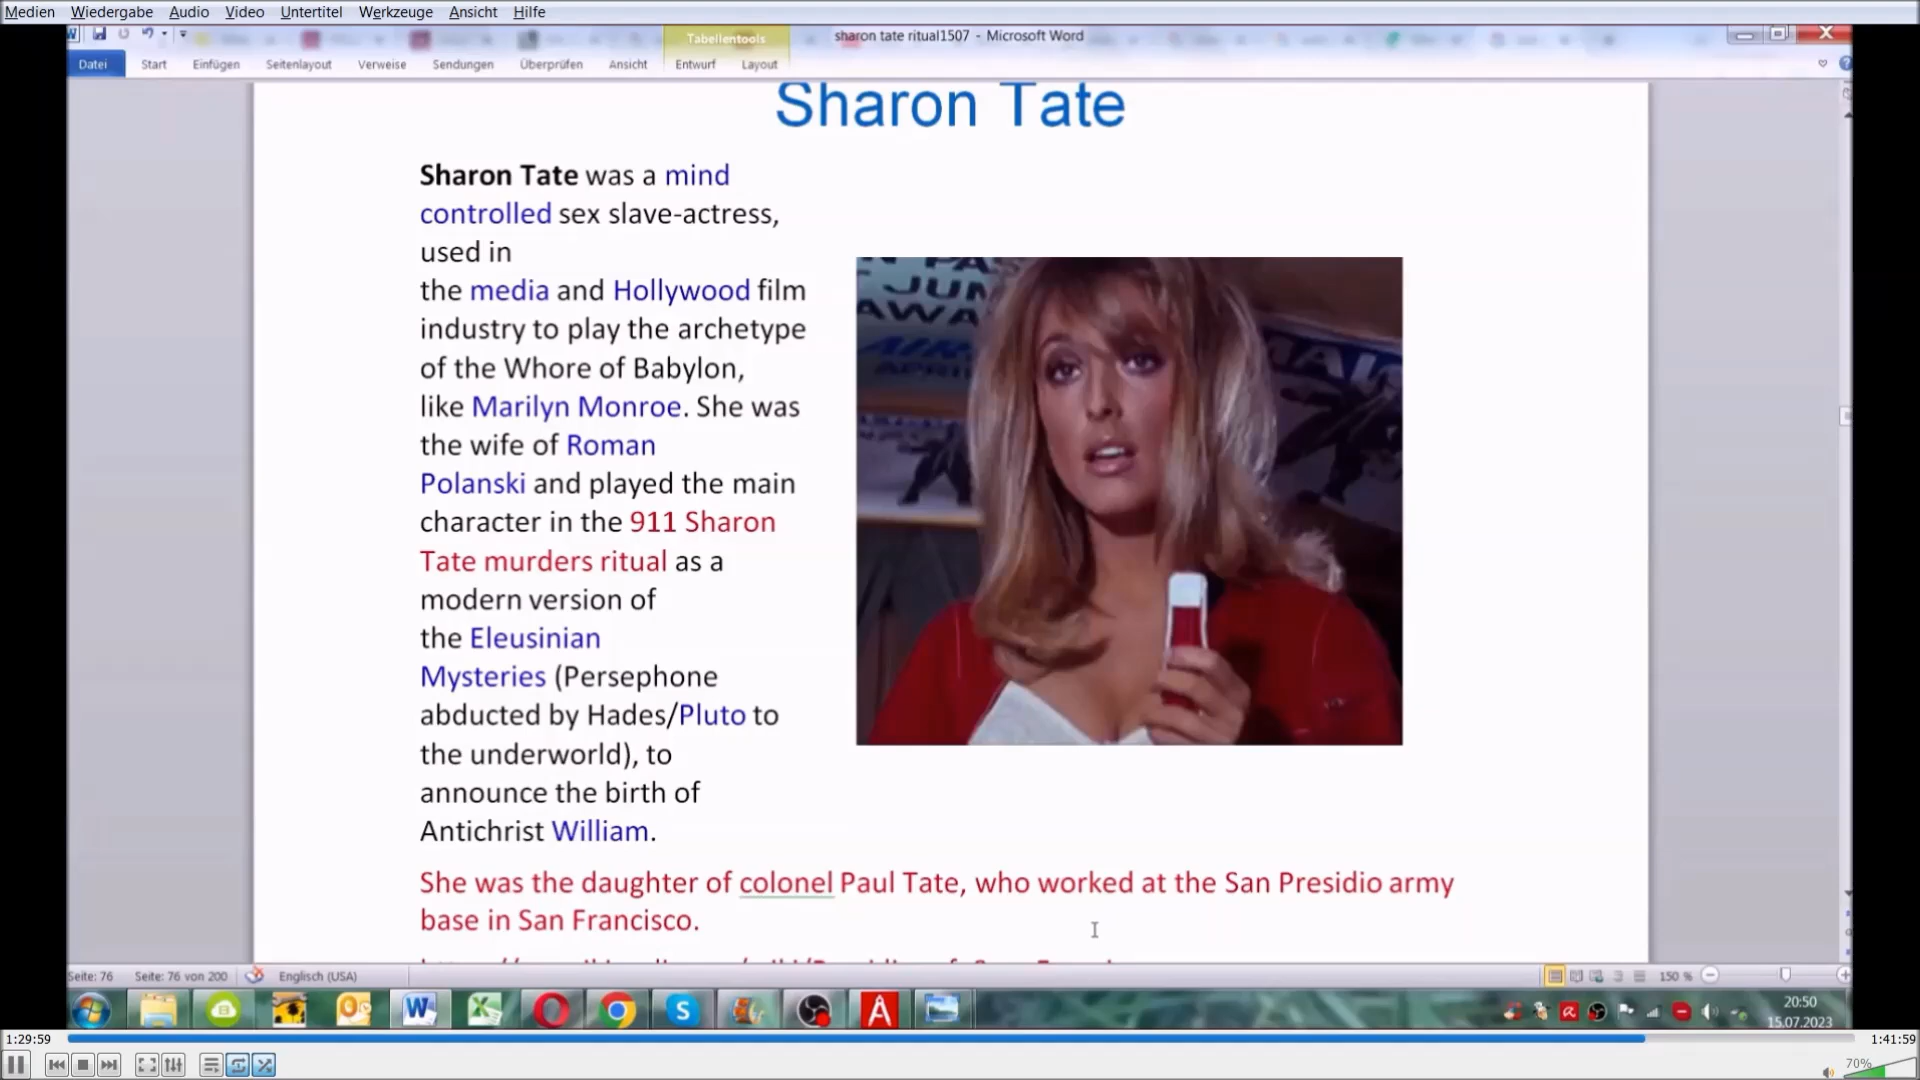 Medien Wiedergabe Audio Video Untertitel Werkzeuge Ansicht Hilfe
Tabellentools
sharon tate ritual1507 - Microsoft Word
Datei Start Einfügen Seitenlayout Verweise Sendungen Überprüfen Ansicht Entwurf Layout
Sharon Tate
Sharon Tate was a mind
controlled sex slave-actress,
used in
the media and Hollywood film
industry to play the archetype
of the Whore of Babylon,
like Marilyn Monroe. She was
the wife of Roman
Polanski and played the main
character in the 911 Sharon
Tate murders ritual as a
modern version of
the Eleusinian
Mysteries (Persephone
abducted by Hades/Pluto to
the underworld), to
announce the birth of
Antichrist William.
She was the daughter of colonel Paul Tate, who worked at the San Presidio army
base in San Francisco.
Seite: 76 Seite: 76 von 200 Englisch (USA) 150 %
20:50
15.07.2023
1:29:59 1:41:59
70%